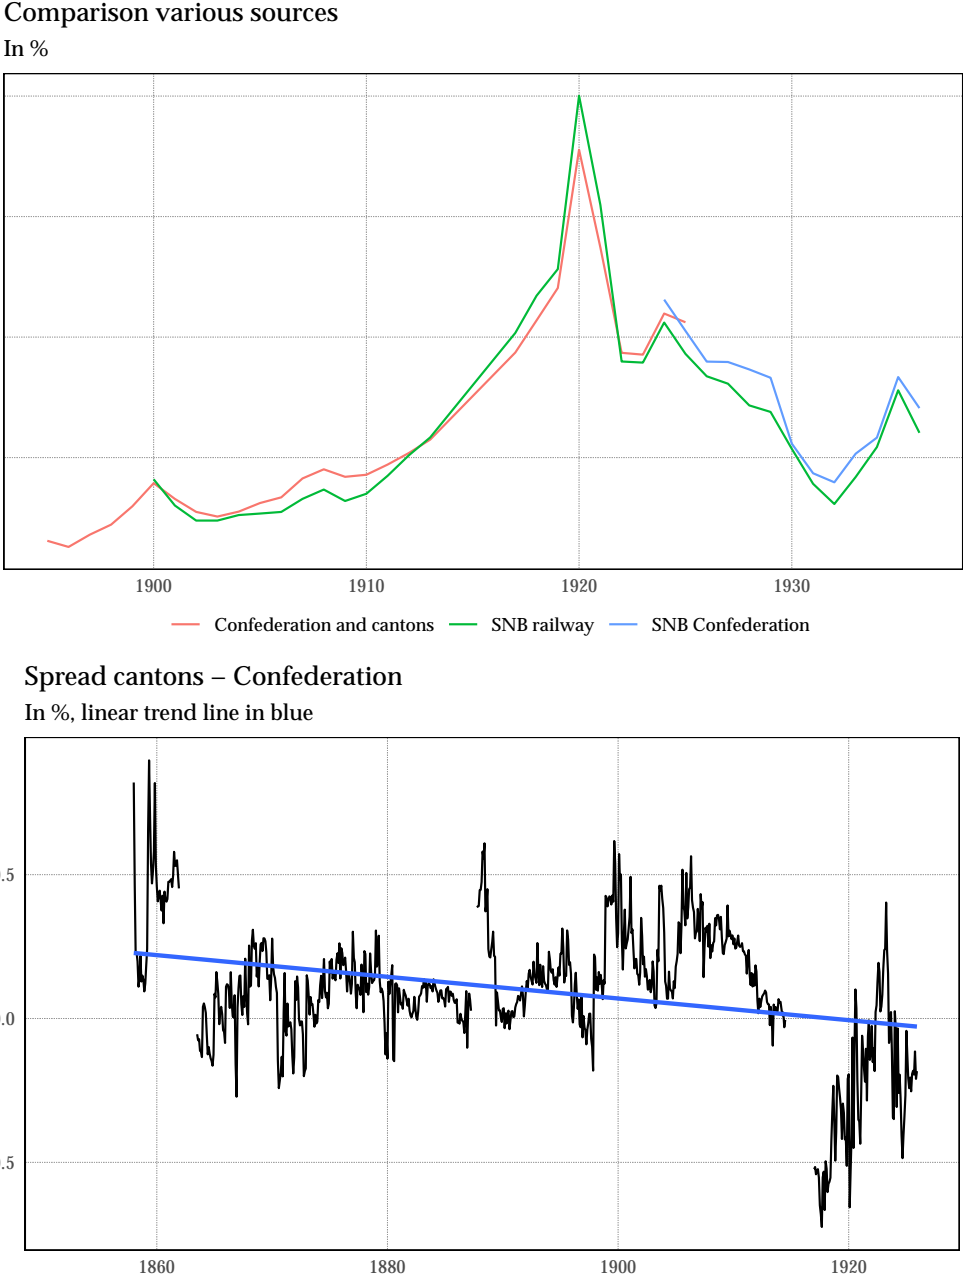 Comparison various sources
In %
1900 1910 1920 1930
Confederation and cantons SNB railway SNB Confederation
Spread cantons – Confederation
In %, linear trend line in blue
.5
.0
.5
1860 1880 1900 1920